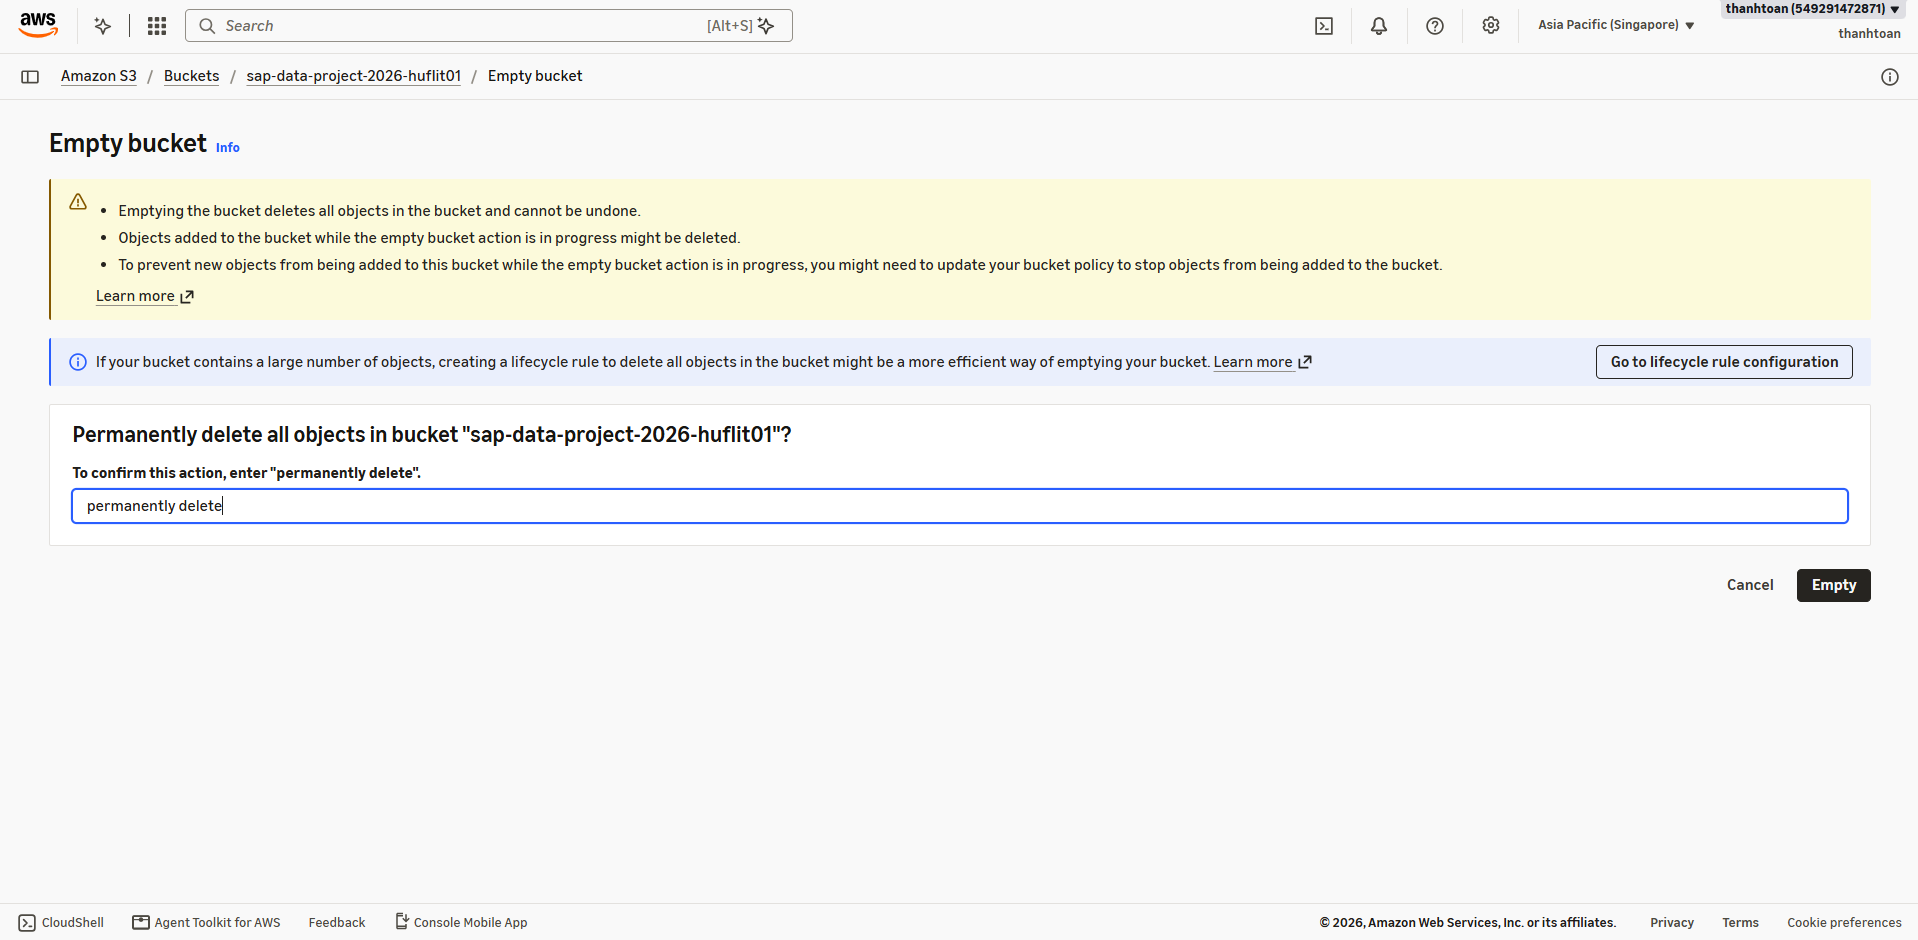 aws
Search [Alt+S]
Asia Pacific (Singapore)
thanhtoan (549291472871)
thanhtoan
Amazon S3 / Buckets / sap-data-project-2026-huflit01 / Empty bucket
Empty bucket Info
• Emptying the bucket deletes all objects in the bucket and cannot be undone.
• Objects added to the bucket while the empty bucket action is in progress might be deleted.
• To prevent new objects from being added to this bucket while the empty bucket action is in progress, you might need to update your bucket policy to stop objects from being added to the bucket.
Learn more
If your bucket contains a large number of objects, creating a lifecycle rule to delete all objects in the bucket might be a more efficient way of emptying your bucket. Learn more
Go to lifecycle rule configuration
Permanently delete all objects in bucket "sap-data-project-2026-huflit01"?
To confirm this action, enter "permanently delete".
permanently delete
Cancel Empty
CloudShell Agent Toolkit for AWS Feedback Console Mobile App © 2026, Amazon Web Services, Inc. or its affiliates. Privacy Terms Cookie preferences